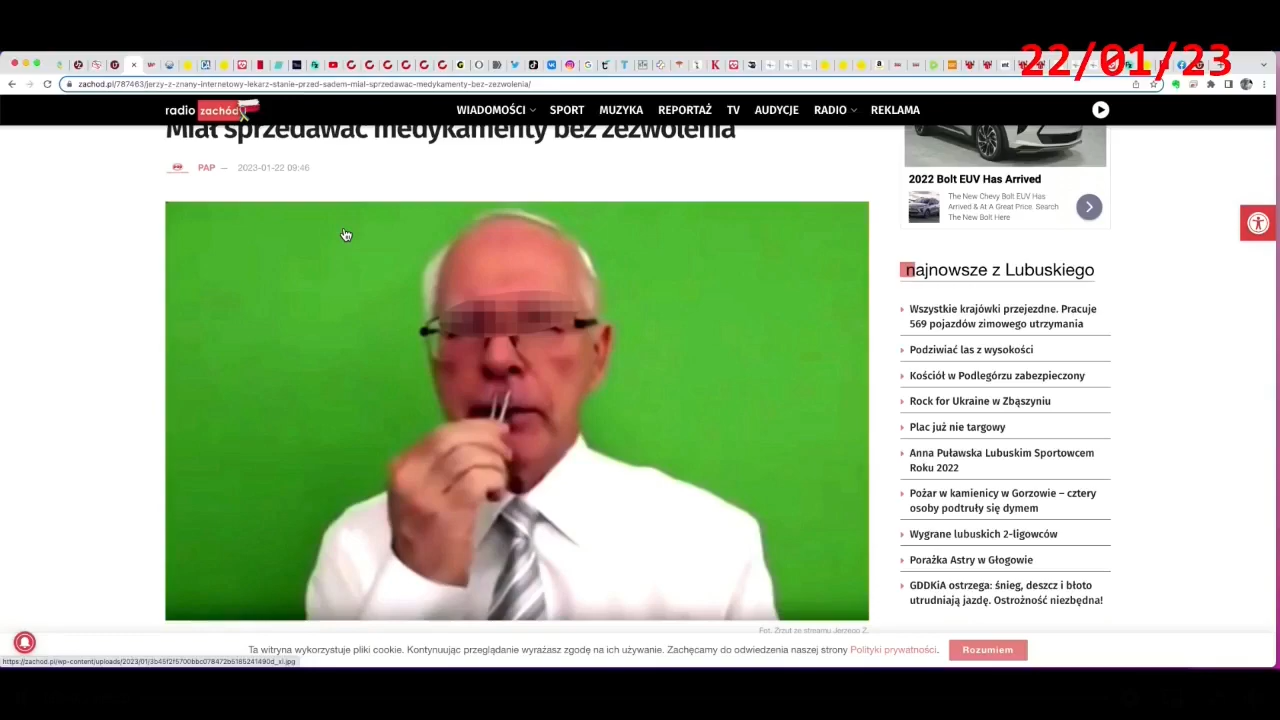 22/01/23
zachod.pl/787463/jerzy-z-znany-internetowy-lekarz-stanie-przed-sadem-mial-sprzedawac-medykamenty-bez-zezwolenia/
radio zachód
WIADOMOŚCI SPORT MUZYKA REPORTAŻ TV AUDYCJE RADIO REKLAMA
Miał sprzedawać medykamenty bez zezwolenia
PAP — 2023-01-22 09:46
2022 Bolt EUV Has Arrived
The New Chevy Bolt EUV Has
Arrived & At A Great Price. Search
The New Bolt Here
najnowsze z Lubuskiego
Wszystkie krajówki przejezdne. Pracuje
569 pojazdów zimowego utrzymania
Podziwiać las z wysokości
Kościół w Podlegórzu zabezpieczony
Rock for Ukraine w Zbąszyniu
Plac już nie targowy
Anna Puławska Lubuskim Sportowcem
Roku 2022
Pożar w kamienicy w Gorzowie – cztery
osoby podtruły się dymem
Wygrane lubuskich 2-ligowców
Porażka Astry w Głogowie
GDDKiA ostrzega: śnieg, deszcz i błoto
utrudniają jazdę. Ostrożność niezbędna!
Fot. Zrzut ze streamu Jerzego Z.
Ta witryna wykorzystuje pliki cookie. Kontynuując przeglądanie wyrażasz zgodę na ich używanie. Zachęcamy do odwiedzenia naszej strony Polityki prywatności.
Rozumiem